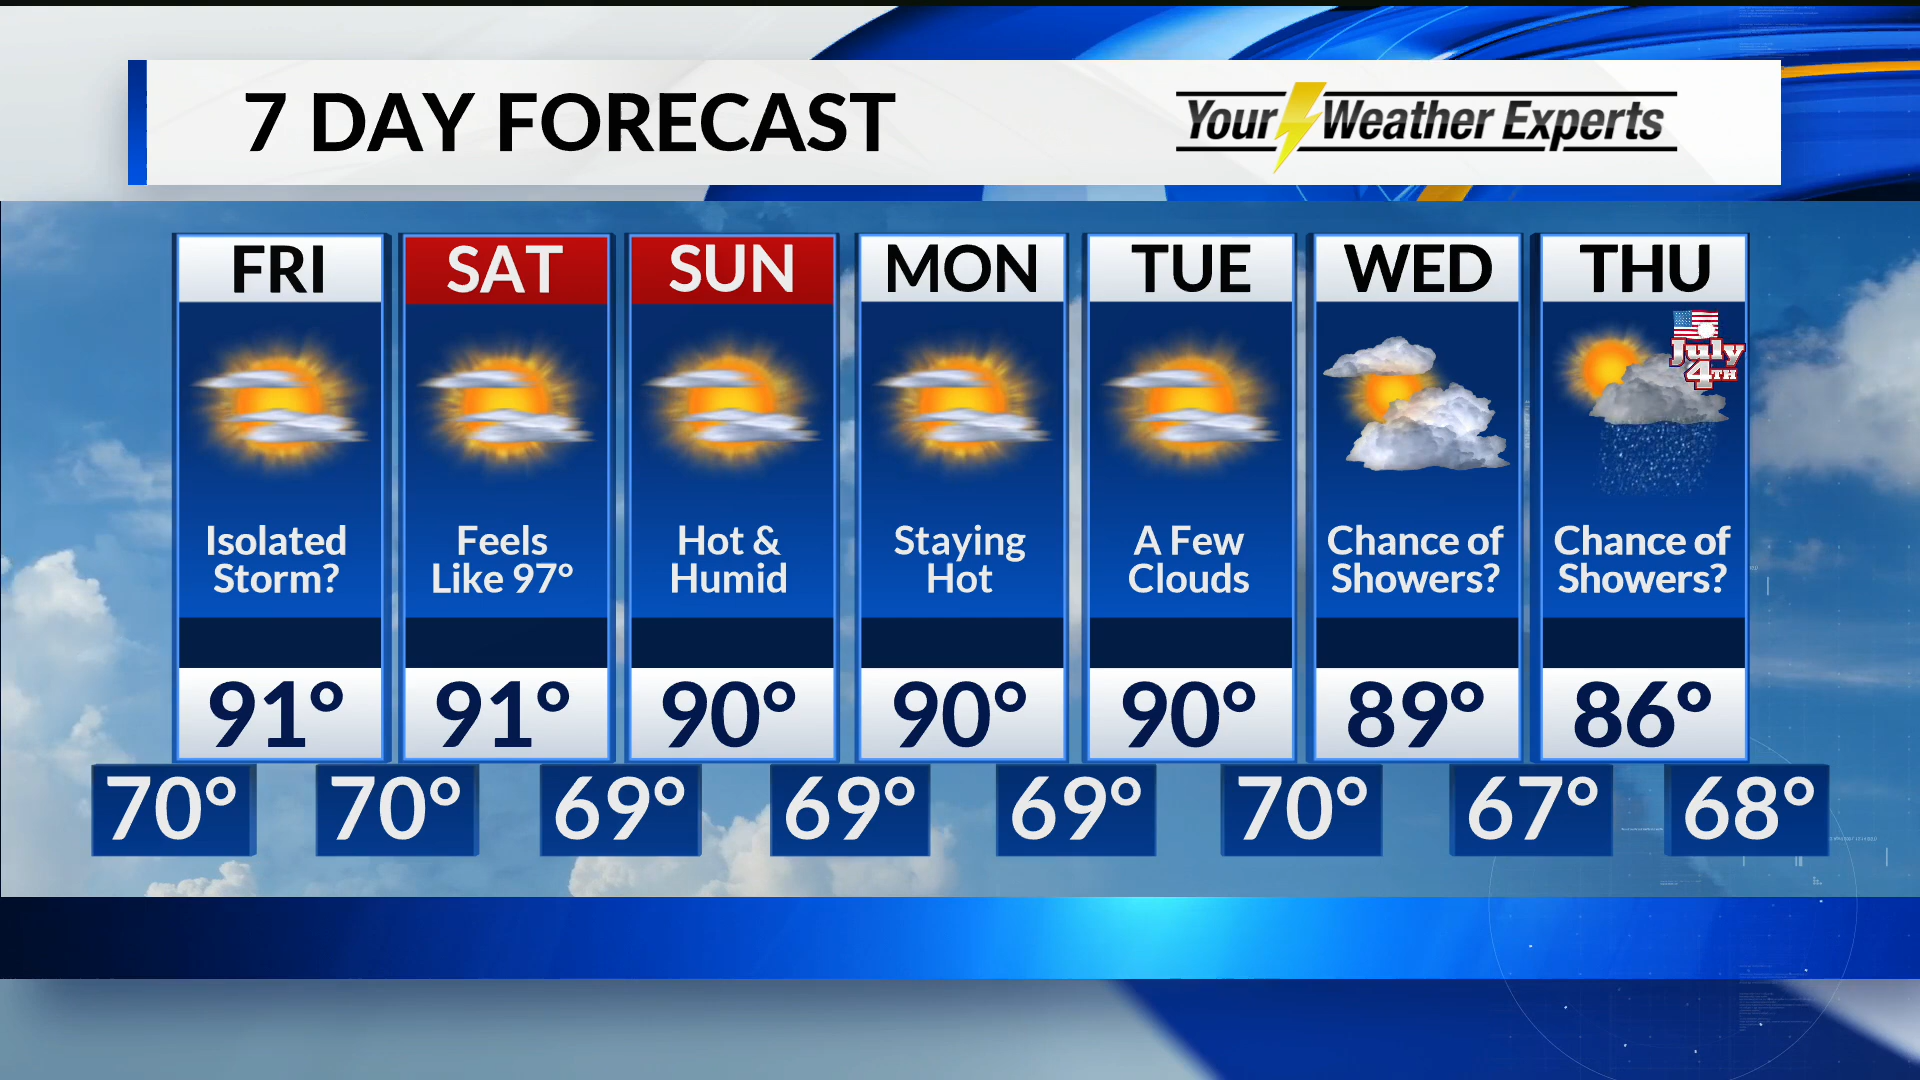 7 DAY FORECAST
Your Weather Experts
FRI SAT SUN MON TUE WED THU
July
4TH
Isolated
Storm?
Feels
Like 97°
Hot &
Humid
Staying
Hot
A Few
Clouds
Chance of
Showers?
Chance of
Showers?
91° 91° 90° 90° 90° 89° 86°
70° 70° 69° 69° 69° 70° 67° 68°